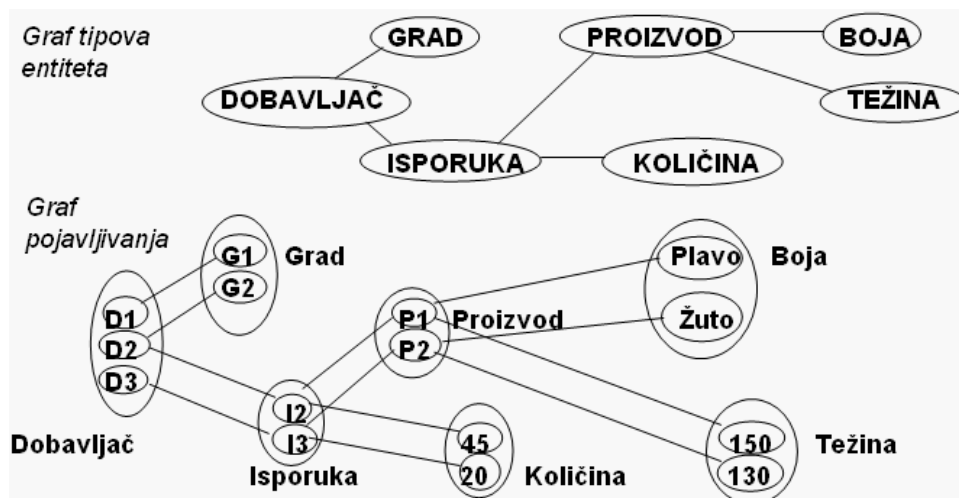 Graf tipova
entiteta
GRAD
PROIZVOD
BOJA
DOBAVLJAČ
TEŽINA
ISPORUKA
KOLIČINA
Graf
pojavljivanja
G1
G2
Grad
Plavo
Žuto
Boja
D1
D2
D3
Dobavljač
P1
P2
Proizvod
I2
I3
Isporuka
45
20
Količina
150
130
Težina